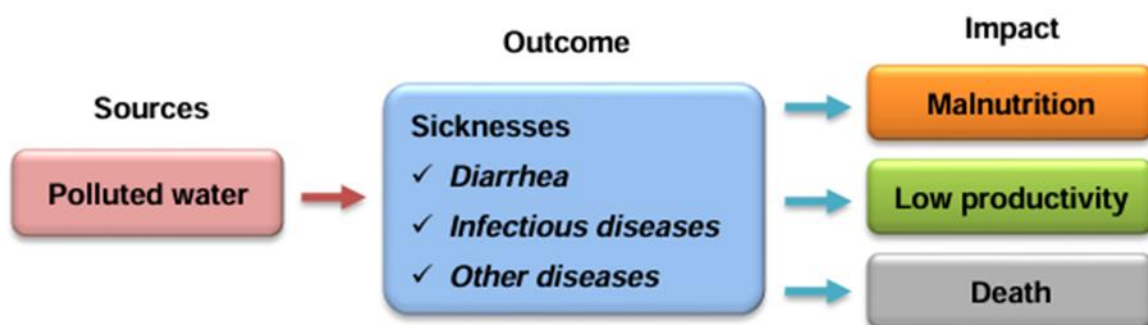 Sources
Polluted water
Outcome
Sicknesses
✓ Diarrhea
✓ Infectious diseases
✓ Other diseases
Impact
Malnutrition
Low productivity
Death